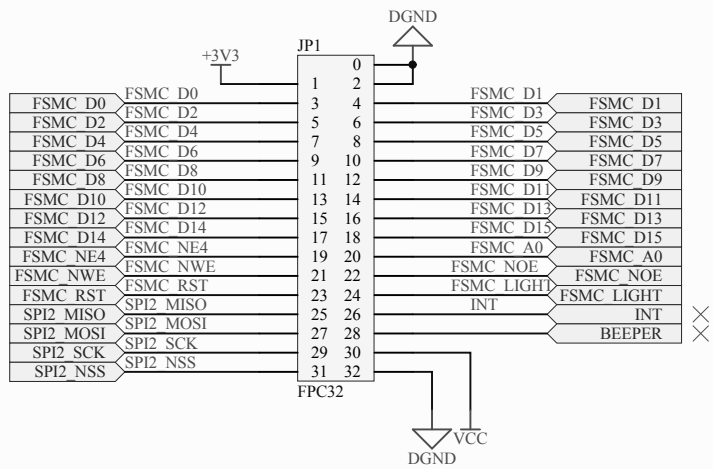 DGND
JP1
+3V3
0
1 2
FSMC_D0 FSMC_D0 3 4 FSMC_D1 FSMC_D1
FSMC_D2 FSMC_D2 5 6 FSMC_D3 FSMC_D3
FSMC_D4 FSMC_D4 7 8 FSMC_D5 FSMC_D5
FSMC_D6 FSMC_D6 9 10 FSMC_D7 FSMC_D7
FSMC_D8 FSMC_D8 11 12 FSMC_D9 FSMC_D9
FSMC_D10 FSMC_D10 13 14 FSMC_D11 FSMC_D11
FSMC_D12 FSMC_D12 15 16 FSMC_D13 FSMC_D13
FSMC_D14 FSMC_D14 17 18 FSMC_D15 FSMC_D15
FSMC_NE4 FSMC_NE4 19 20 FSMC_A0 FSMC_A0
FSMC_NWE FSMC_NWE 21 22 FSMC_NOE FSMC_NOE
FSMC_RST FSMC_RST 23 24 FSMC_LIGHT FSMC_LIGHT
SPI2_MISO SPI2_MISO 25 26 INT INT
SPI2_MOSI SPI2_MOSI 27 28 BEEPER
SPI2_SCK SPI2_SCK 29 30
SPI2_NSS SPI2_NSS 31 32
FPC32
VCC
DGND